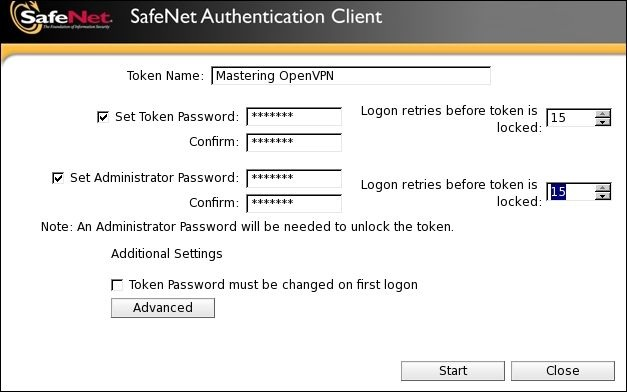 SafeNet.
The Foundation of Information Security
SafeNet Authentication Client
Token Name: Mastering OpenVPN
Set Token Password: *******
Logon retries before token is
locked: 15
Confirm: *******
Set Administrator Password: *******
Logon retries before token is
locked: 15
Confirm: *******
Note: An Administrator Password will be needed to unlock the token.
Additional Settings
Token Password must be changed on first logon
Advanced
Start Close